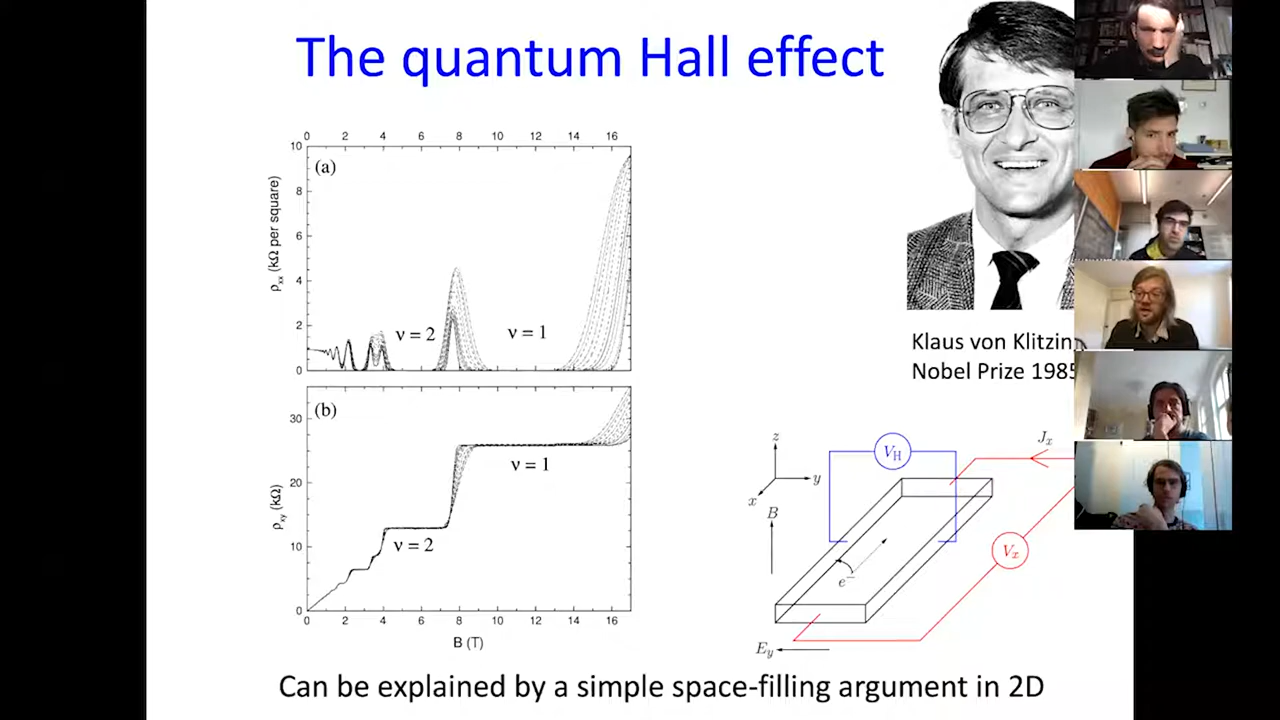 The quantum Hall effect
0 2 4 6 8 10 12 14 16
(a)
10
8
6
4
2
0
ρxx (kΩ per square)
ν = 2
ν = 1
(b)
30
20
10
0
ρxy (kΩ)
ν = 1
ν = 2
0 2 4 6 8 10 12 14 16
B (T)
Klaus von Klitzin
Nobel Prize 1985
z
y
x
B
VH
Jx
Vx
e−
Ey
Can be explained by a simple space-filling argument in 2D